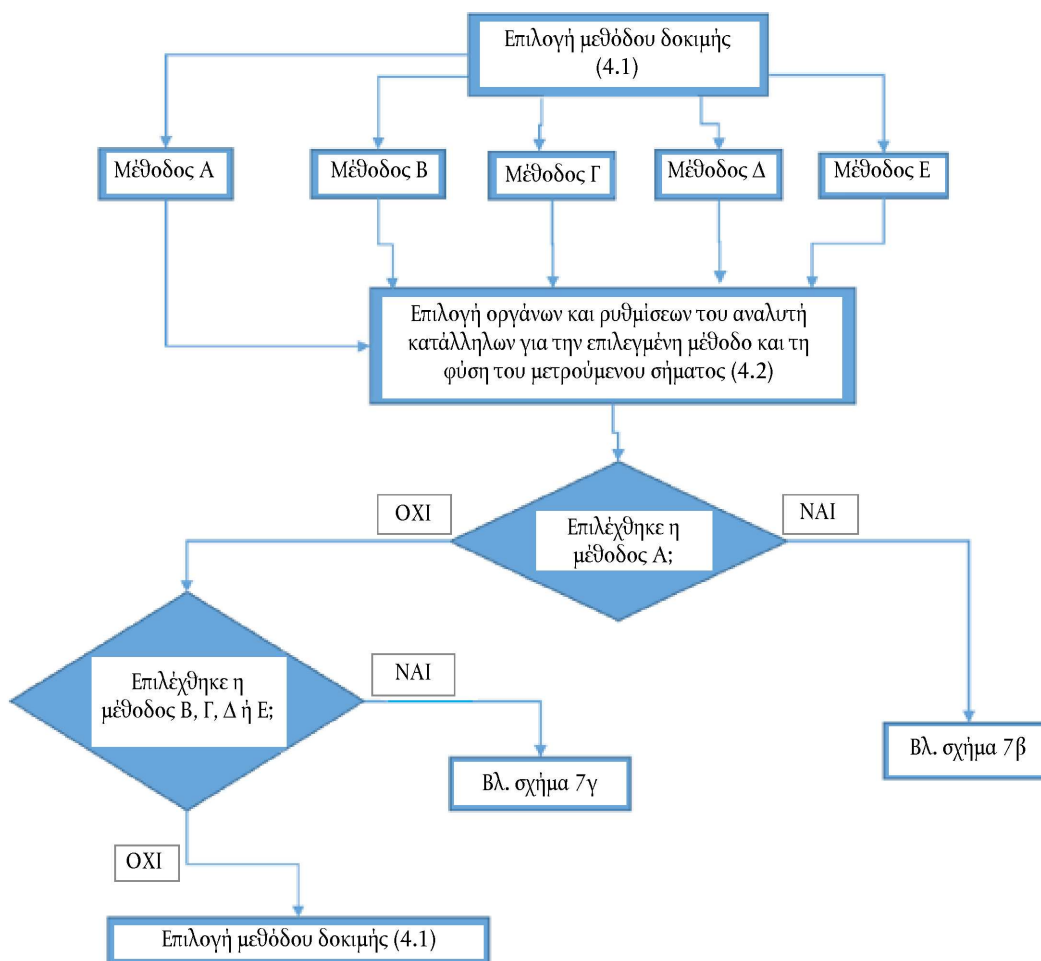 Επιλογή μεθόδου δοκιμής
(4.1)
Μέθοδος Α
Μέθοδος Β
Μέθοδος Γ
Μέθοδος Δ
Μέθοδος Ε
Επιλογή οργάνων και ρυθμίσεων του αναλυτή
κατάλληλων για την επιλεγμένη μέθοδο και τη
φύση του μετρούμενου σήματος (4.2)
ΟΧΙ
ΝΑΙ
Επιλέχθηκε η
μέθοδος Α;
ΝΑΙ
Επιλέχθηκε η
μέθοδος Β, Γ, Δ ή Ε;
Βλ. σχήμα 7β
Βλ. σχήμα 7γ
ΟΧΙ
Επιλογή μεθόδου δοκιμής (4.1)